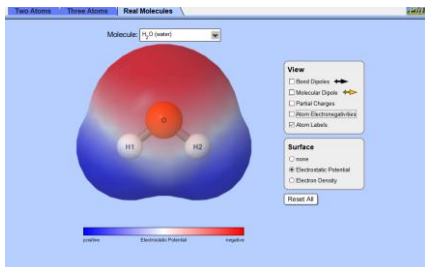 Two Atoms Three Atoms Real Molecules
Molecule: H2O (water)
O
H1 H2
View
Bond Dipoles
Molecular Dipole
Partial Charges
Atom Electronegativities
Atom Labels
Surface
none
Electrostatic Potential
Electron Density
Reset All
positive Electrostatic Potential negative